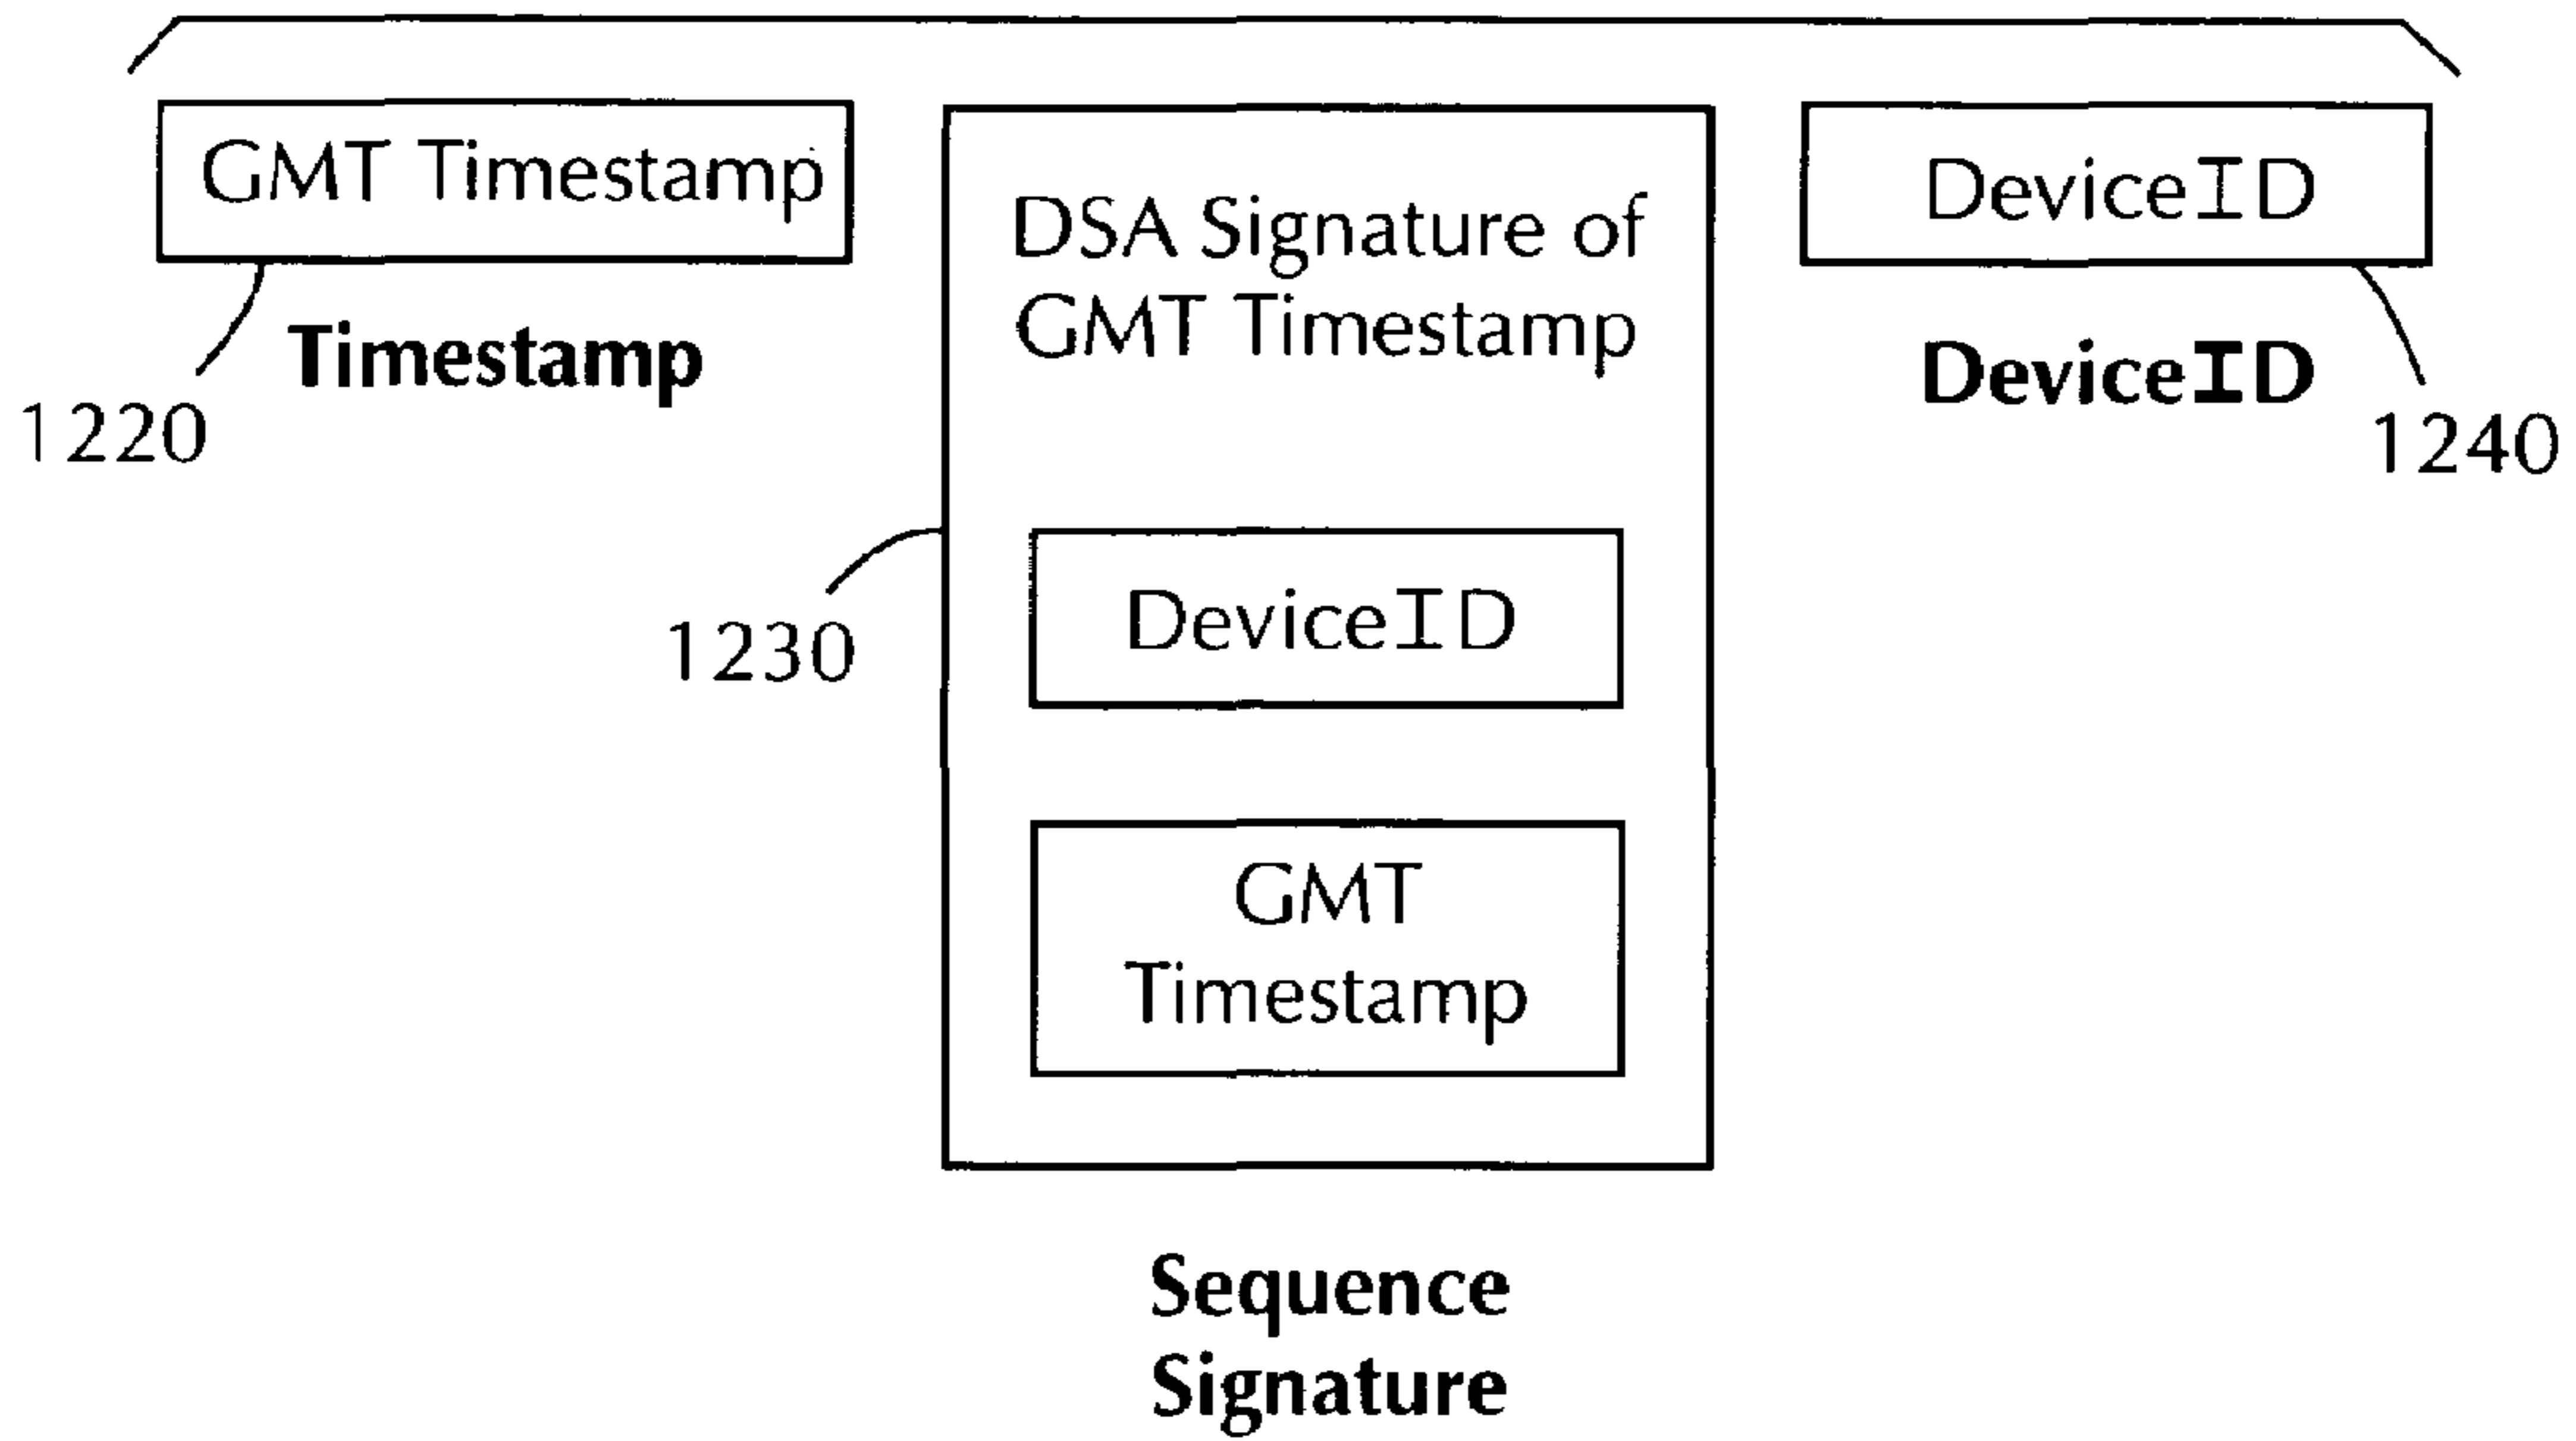 GMT Timestamp
Timestamp
1220
DSA Signature of
GMT Timestamp
1230
DeviceID
GMT
Timestamp
Sequence
Signature
DeviceID
DeviceID
1240